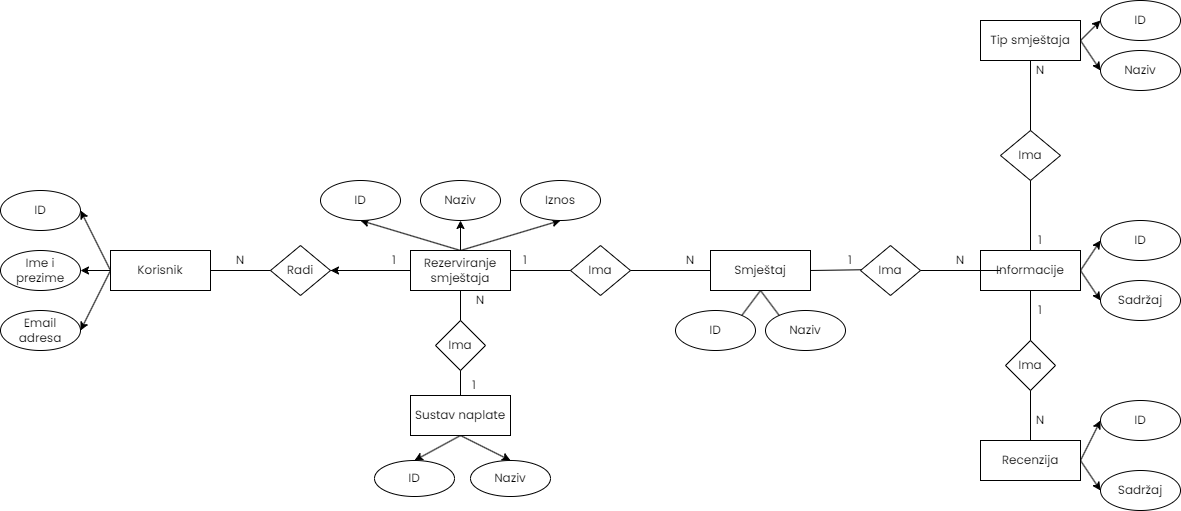 ID
Tip smještaja
Naziv
N
Ima
1
ID
Naziv
Iznos
ID
Ime i
prezime
Email
adresa
Korisnik
N
Radi
1
Rezerviranje
smještaja
1
Ima
N
Smještaj
ID
Naziv
1
Ima
N
Informacije
ID
Sadržaj
N
Ima
1
Sustav naplate
ID
Naziv
1
Ima
N
Recenzija
ID
Sadržaj